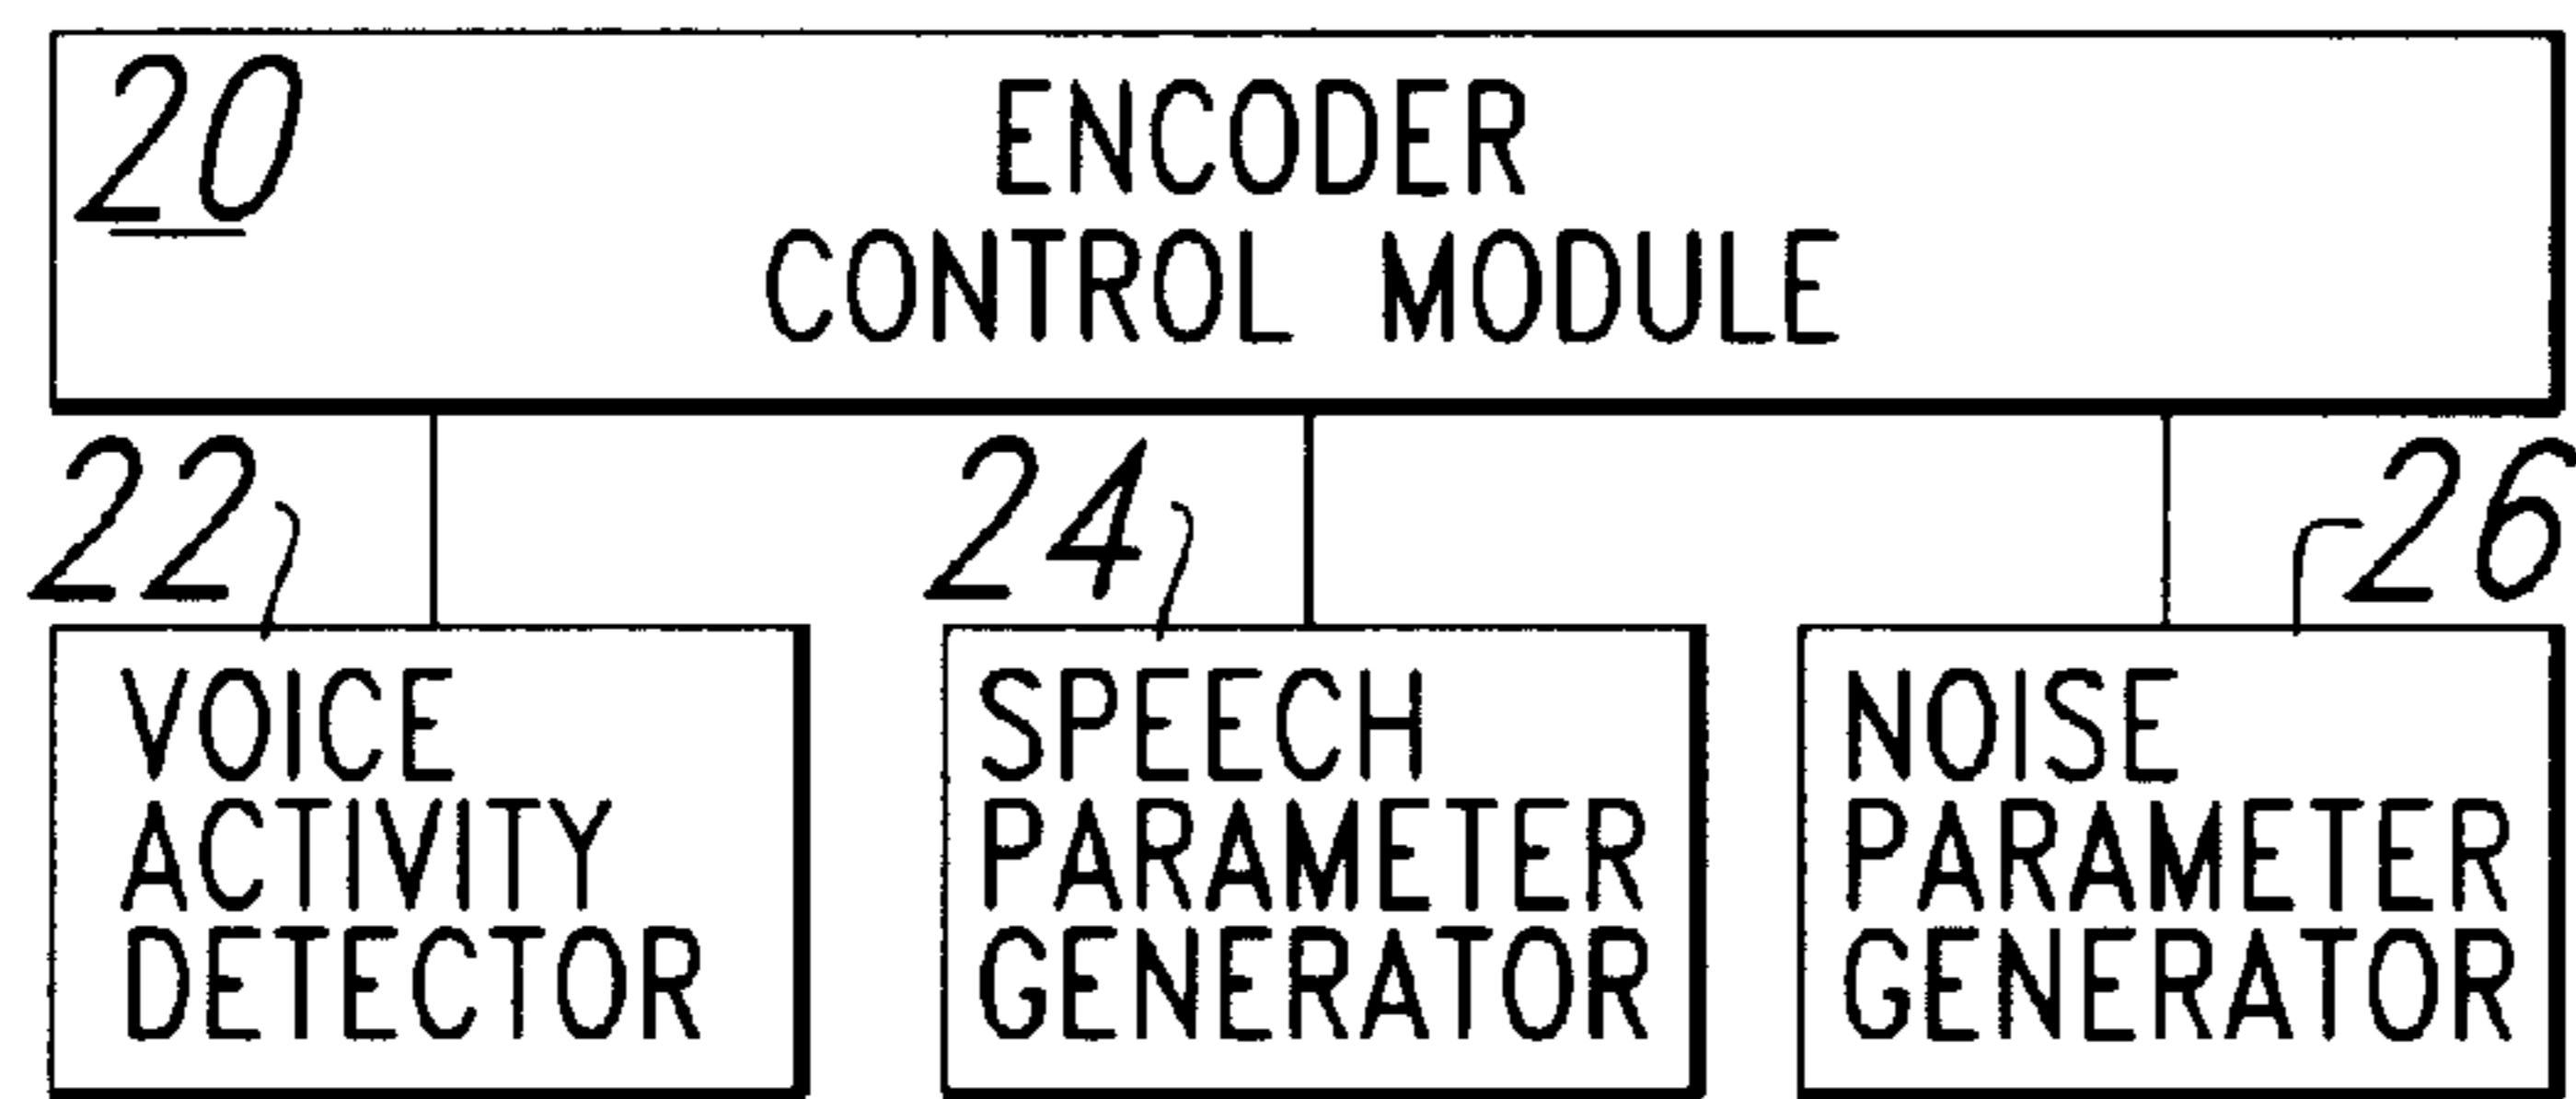 20
ENCODER
CONTROL MODULE
22
24
26
VOICE
ACTIVITY
DETECTOR
SPEECH
PARAMETER
GENERATOR
NOISE
PARAMETER
GENERATOR